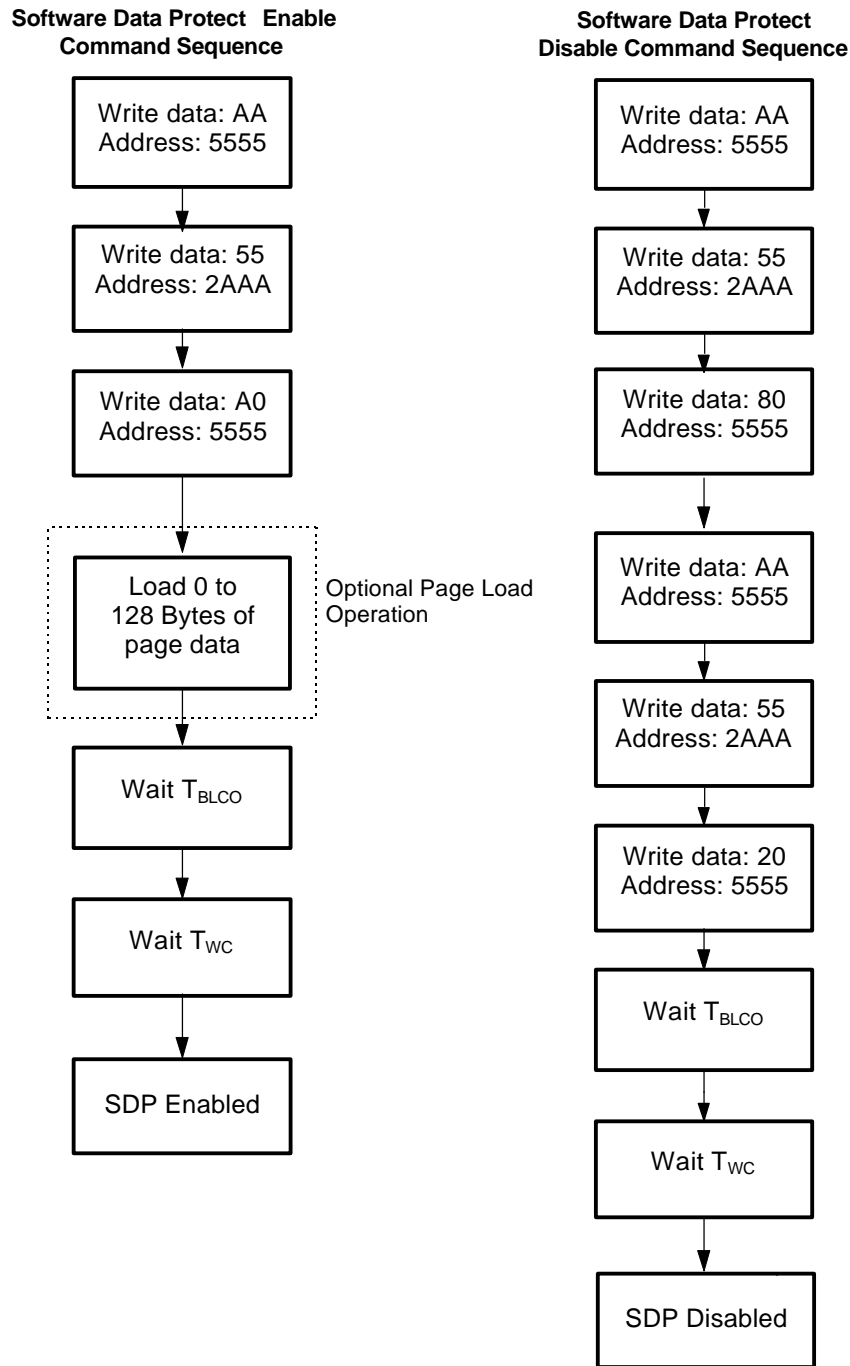 Software Data Protect Enable
Command Sequence
Write data: AA
Address: 5555
Write data: 55
Address: 2AAA
Write data: A0
Address: 5555
Load 0 to
128 Bytes of
page data
Optional Page Load
Operation
Wait TBLCO
Wait TWC
SDP Enabled
Software Data Protect
Disable Command Sequence
Write data: AA
Address: 5555
Write data: 55
Address: 2AAA
Write data: 80
Address: 5555
Write data: AA
Address: 5555
Write data: 55
Address: 2AAA
Write data: 20
Address: 5555
Wait TBLCO
Wait TWC
SDP Disabled